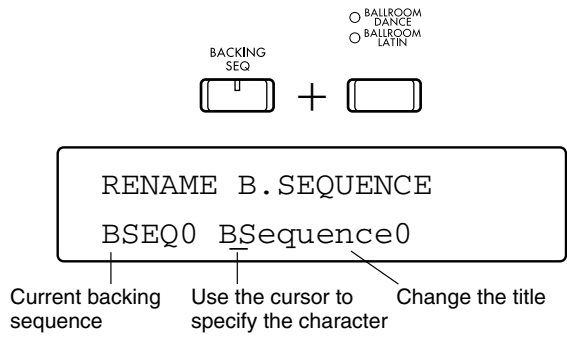 BALLROOM
DANCE
BALLROOM
LATIN
BACKING
SEQ
+
RENAME B.SEQUENCE
BSEQ0 BSequence0
Current backing
sequence
Use the cursor to
specify the character
Change the title